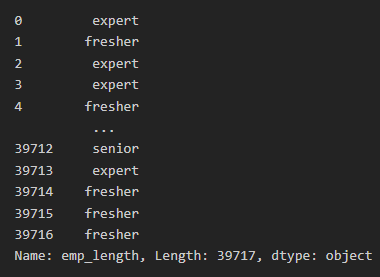 0         expert
1        fresher
2         expert
3         expert
4        fresher
...
39712     senior
39713     expert
39714    fresher
39715    fresher
39716    fresher
Name: emp_length, Length: 39717, dtype: object